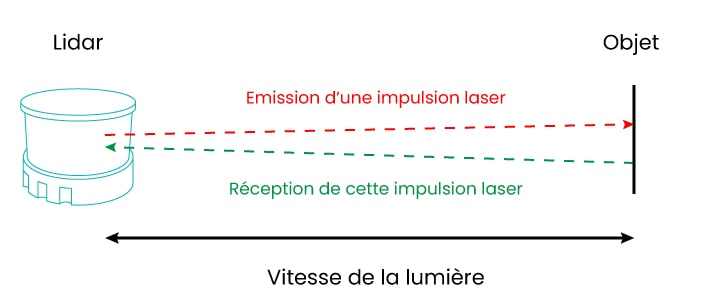 Lidar
Objet
Emission d'une impulsion laser
Réception de cette impulsion laser
Vitesse de la lumière